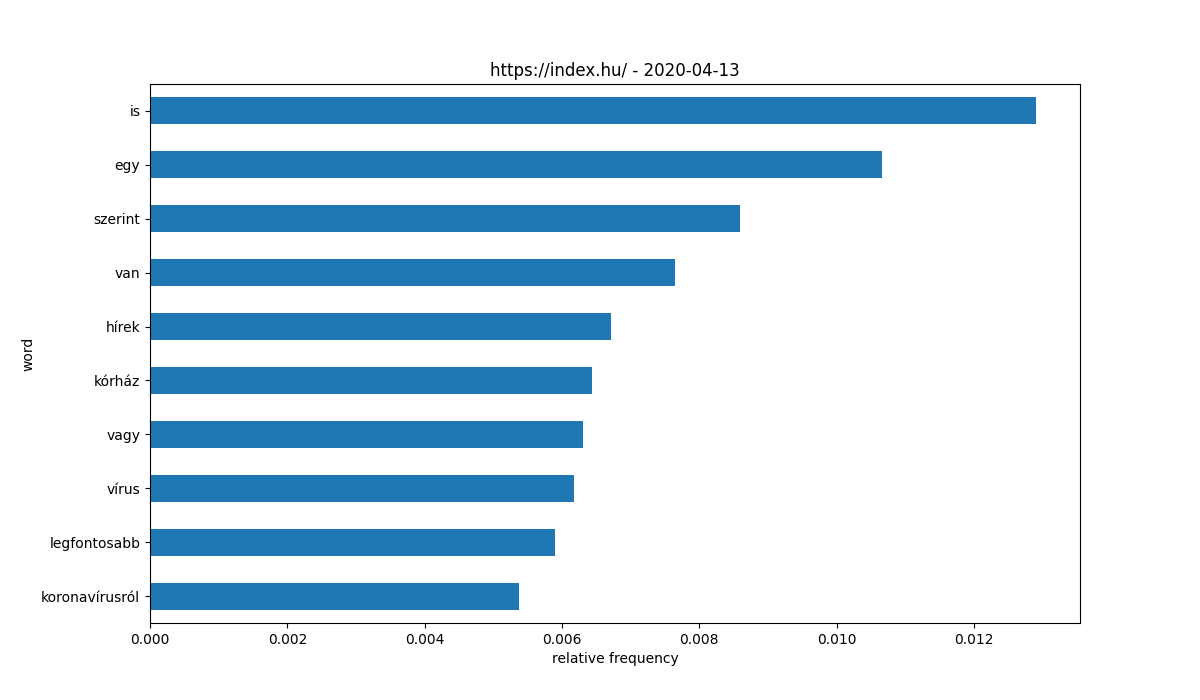 https://index.hu/ - 2020-04-13
is
egy
szerint
van
hírek
kórház
vagy
vírus
legfontosabb
koronavírusról
word
0.000 0.002 0.004 0.006 0.008 0.010 0.012
relative frequency